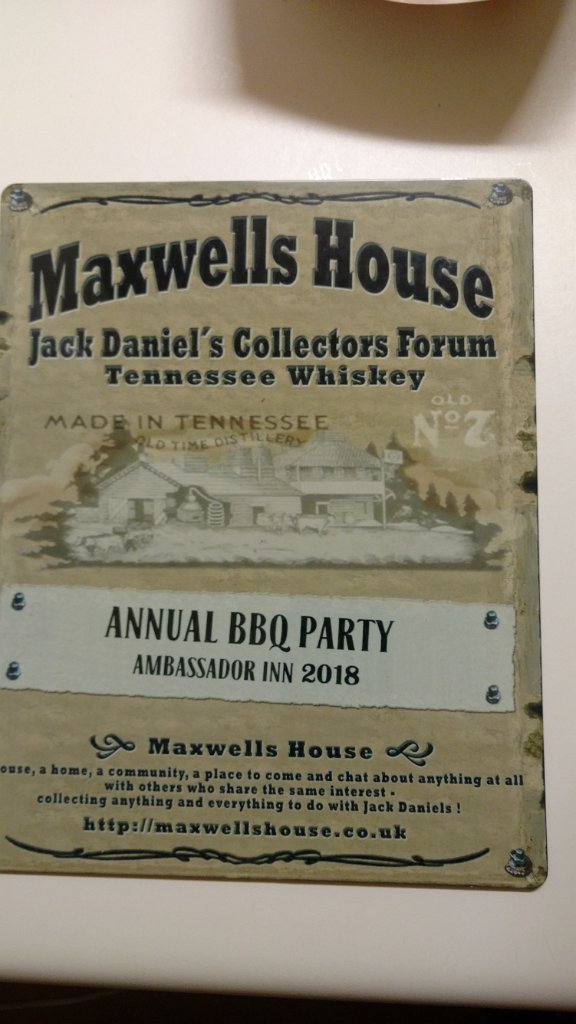 Maxwells House
Jack Daniel´s Collectors Forum
Tennessee Whiskey
MADE IN TENNESSEE
OLD TIME DISTILLERY
OLD
No 7
ANNUAL BBQ PARTY
AMBASSADOR INN 2018
Maxwells House
ouse, a home, a community, a place to come and chat about anything at all
with others who share the same interest -
collecting anything and everything to do with Jack Daniels !
http://maxwellshouse.co.uk